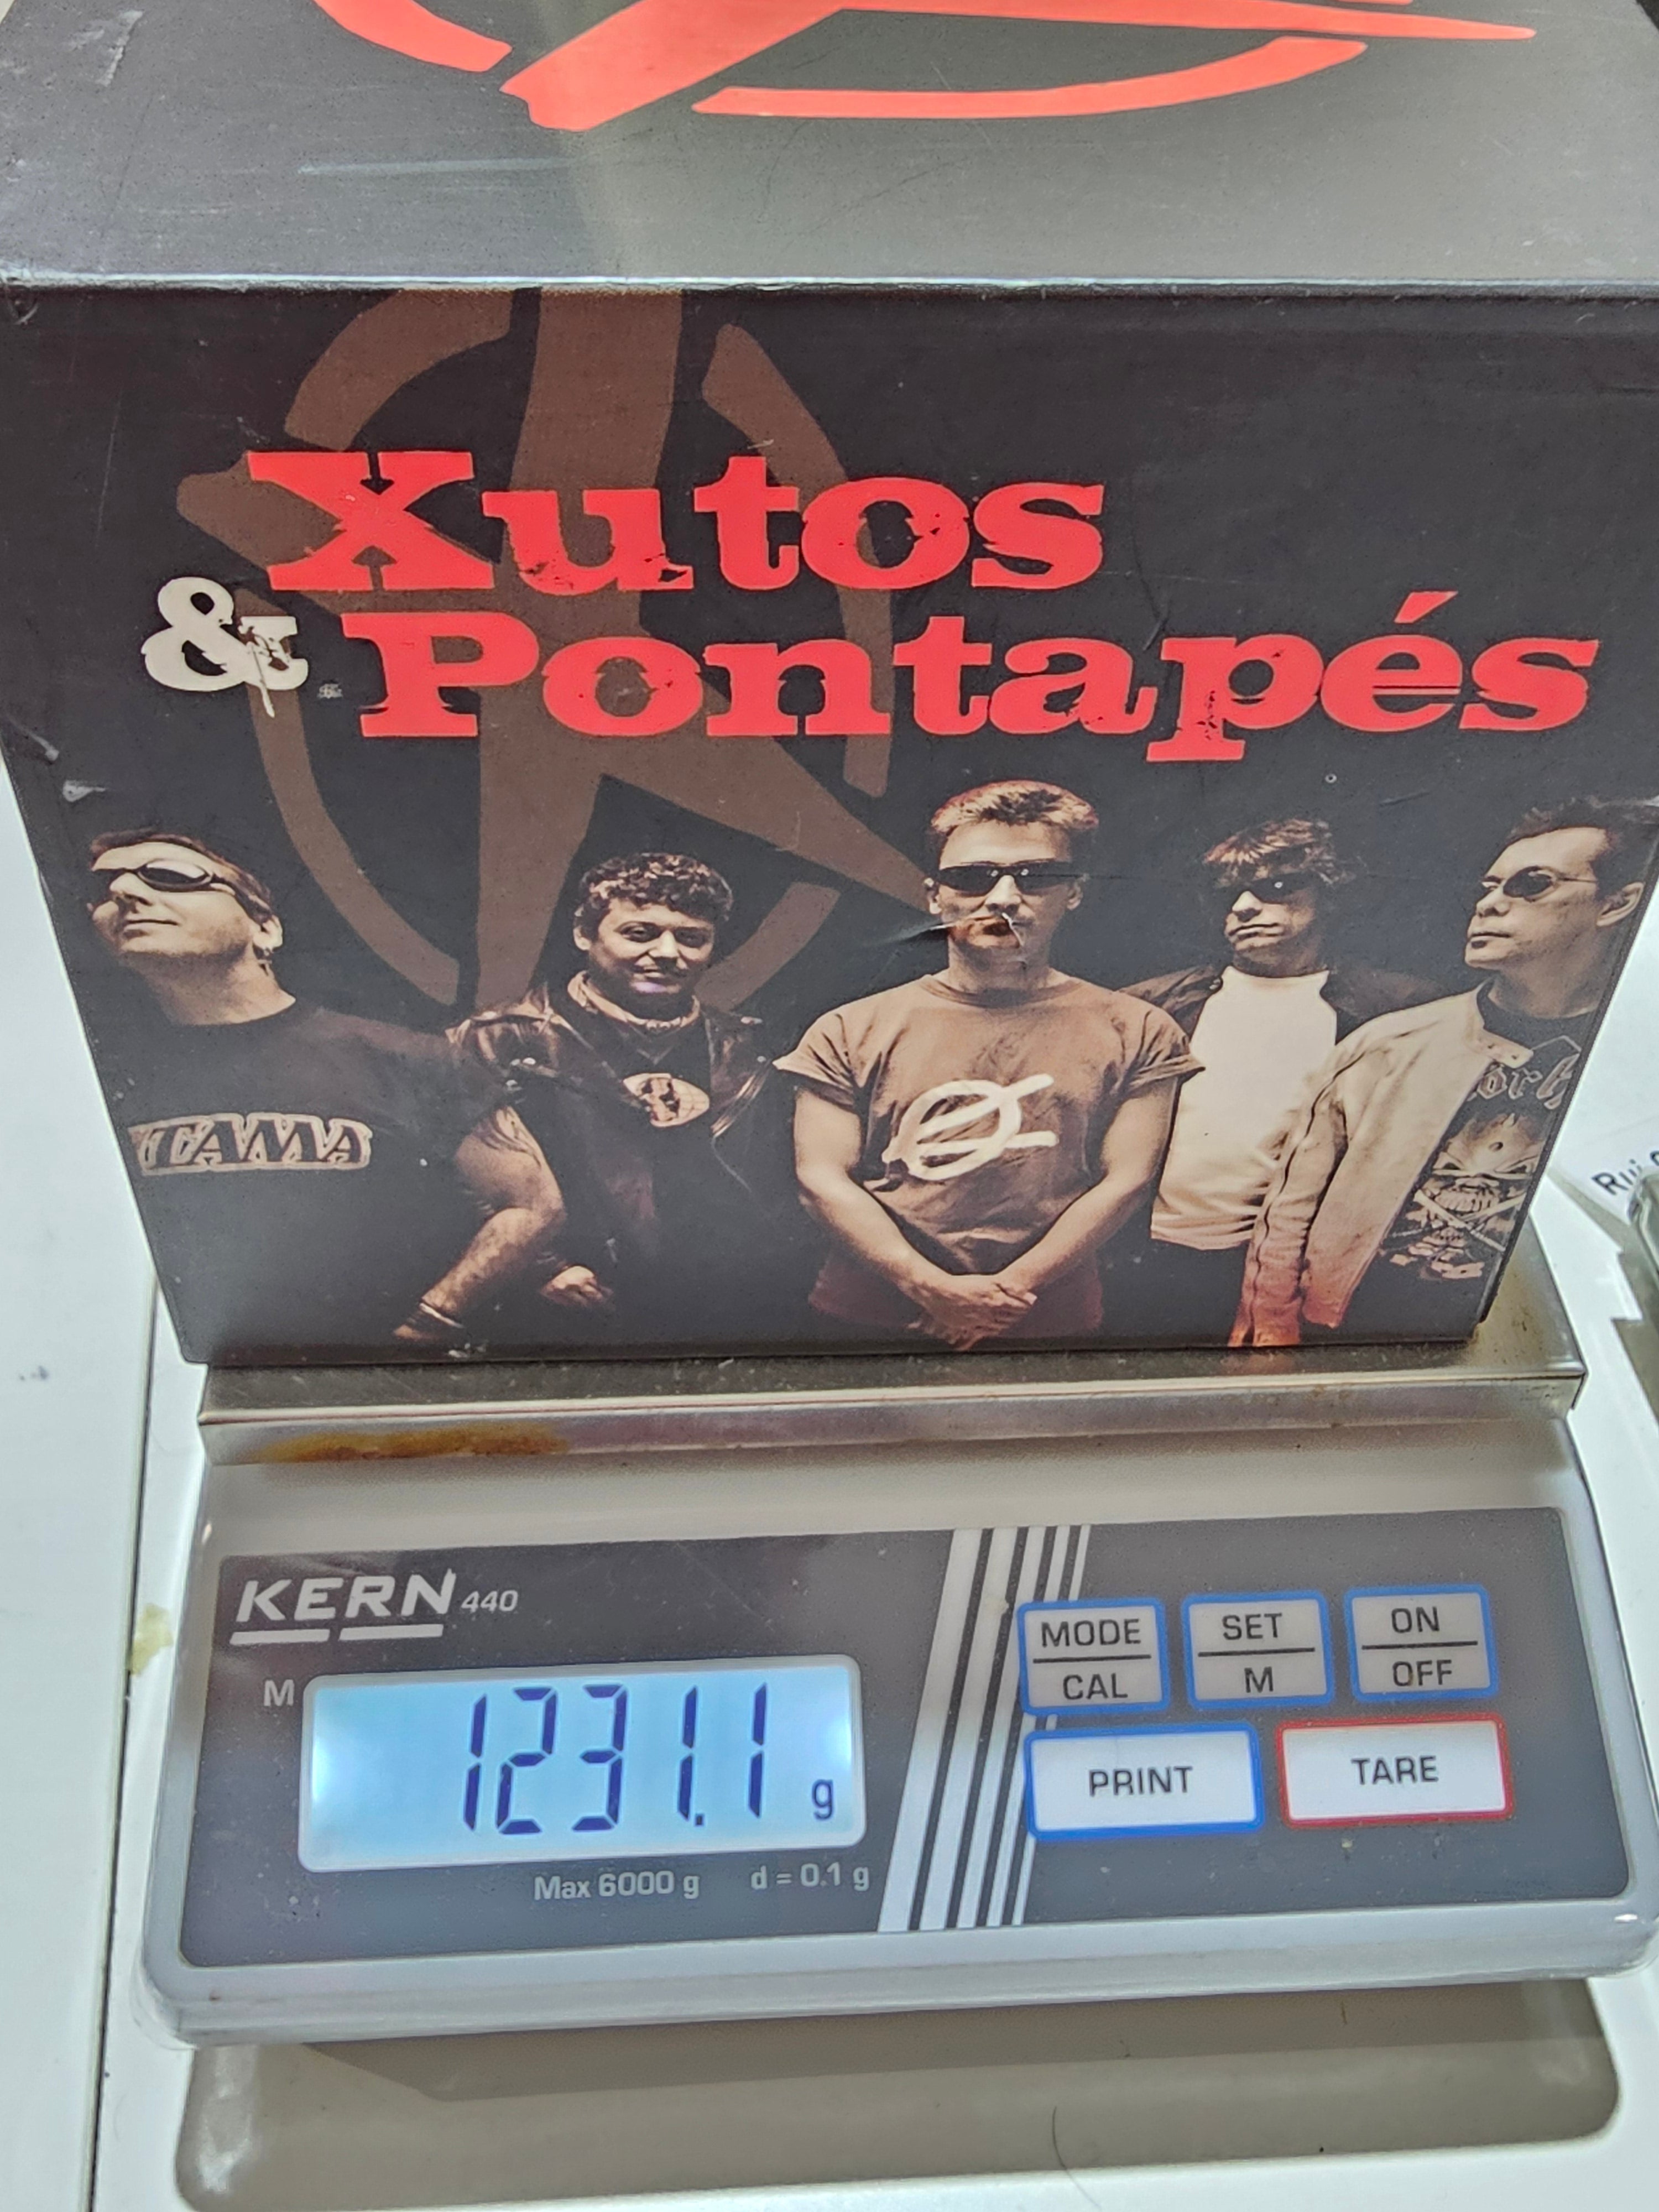 Xutos
& Pontapés
TAMA
KERN 440
M
1231.1 g
Max 6000 g d = 0.1 g
MODE
CAL
SET
M
ON
OFF
PRINT
TARE